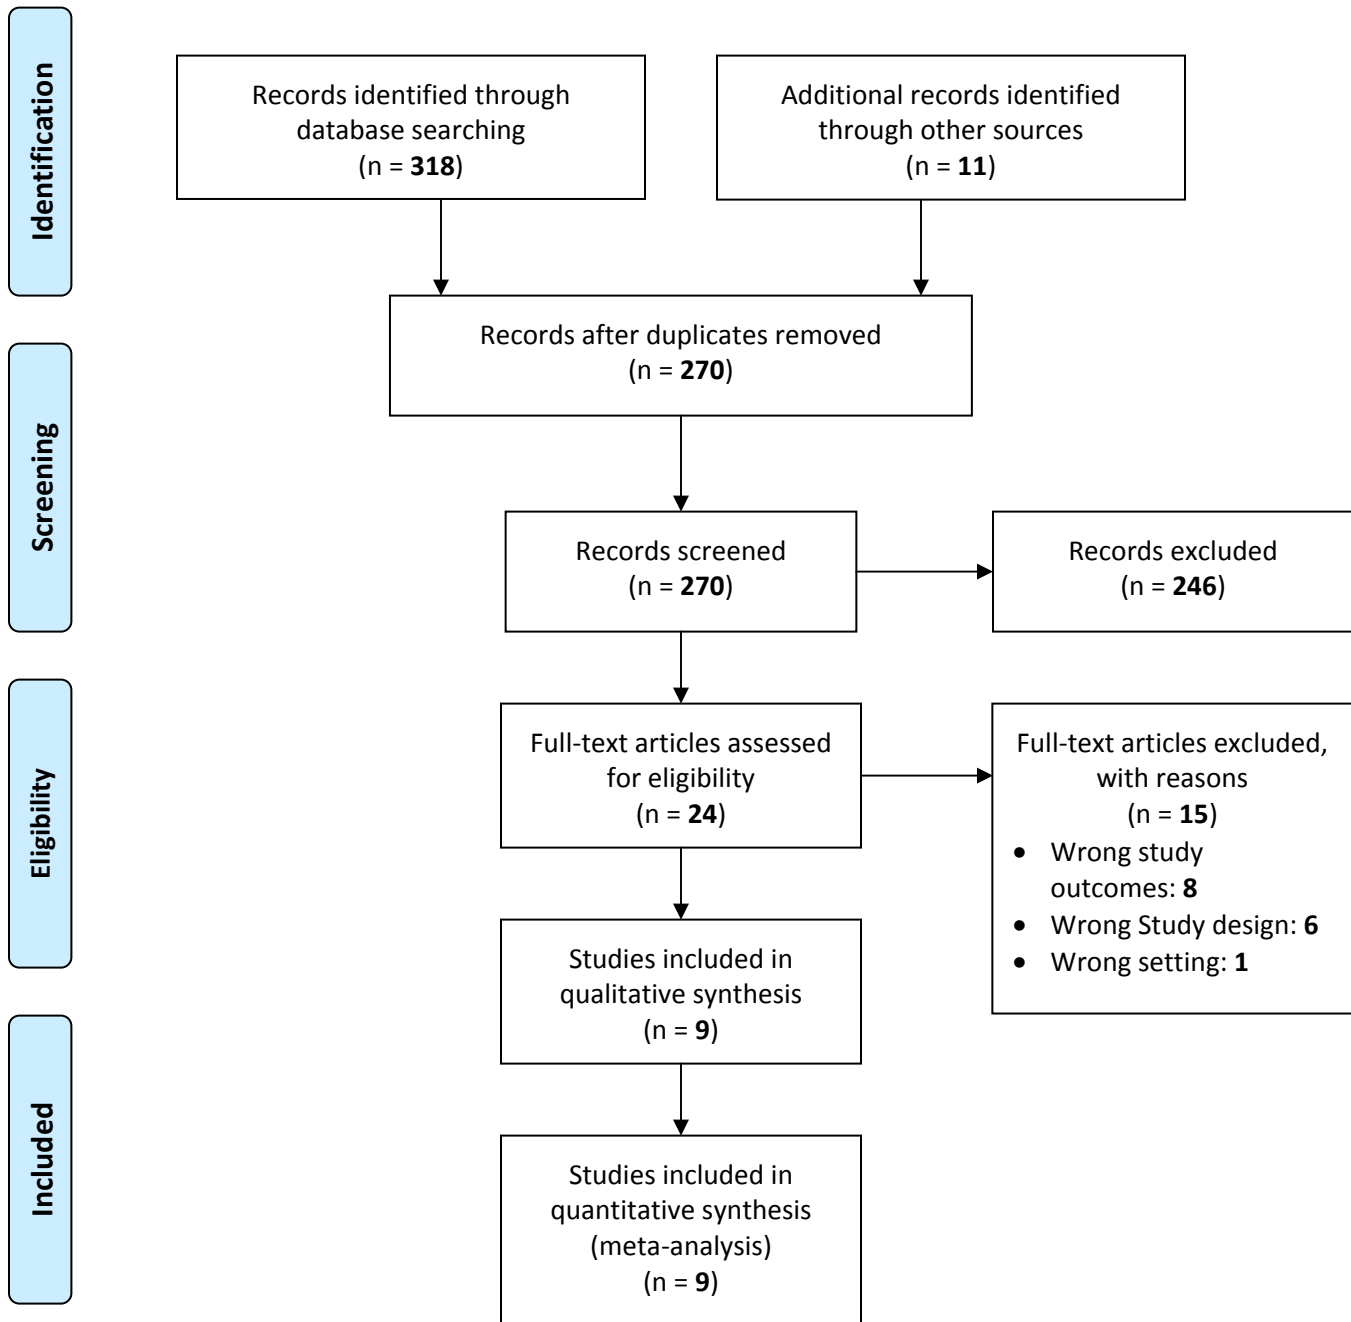 Identification
Records identified through
database searching
(n = 318)
Additional records identified
through other sources
(n = 11)
Records after duplicates removed
(n = 270)
Screening
Records screened
(n = 270)
Records excluded
(n = 246)
Eligibility
Full-text articles assessed
for eligibility
(n = 24)
Full-text articles excluded,
with reasons
(n = 15)
• Wrong study
outcomes: 8
• Wrong Study design: 6
• Wrong setting: 1
Studies included in
qualitative synthesis
(n = 9)
Included
Studies included in
quantitative synthesis
(meta-analysis)
(n = 9)